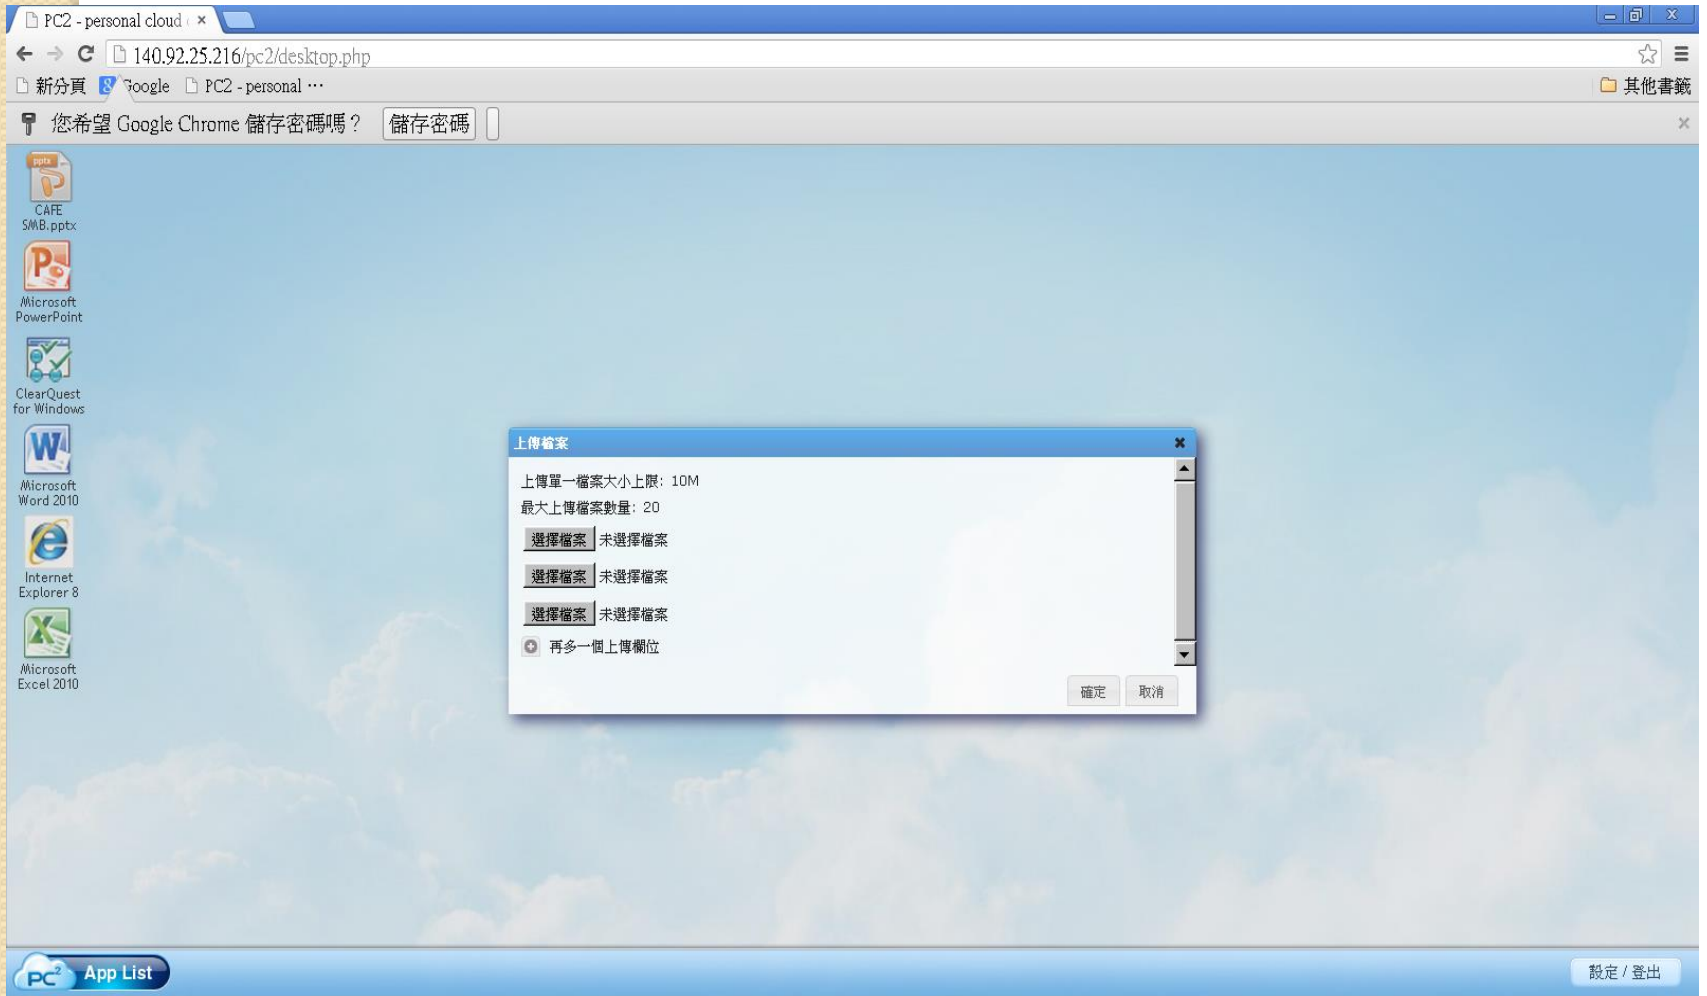 PC2 - personal cloud
140.92.25.216/pc2/desktop.php
新分頁 Google PC2 - personal ...
其他書籤
您希望 Google Chrome 儲存密碼嗎？ 儲存密碼
pptx
CAFE
SMB.pptx
Microsoft
PowerPoint
ClearQuest
for Windows
Microsoft
Word 2010
Internet
Explorer 8
Microsoft
Excel 2010
上傳檔案
上傳單一檔案大小上限: 10M
最大上傳檔案數量: 20
選擇檔案 未選擇檔案
選擇檔案 未選擇檔案
選擇檔案 未選擇檔案
再多一個上傳欄位
確定 取消
PC² App List
設定 / 登出